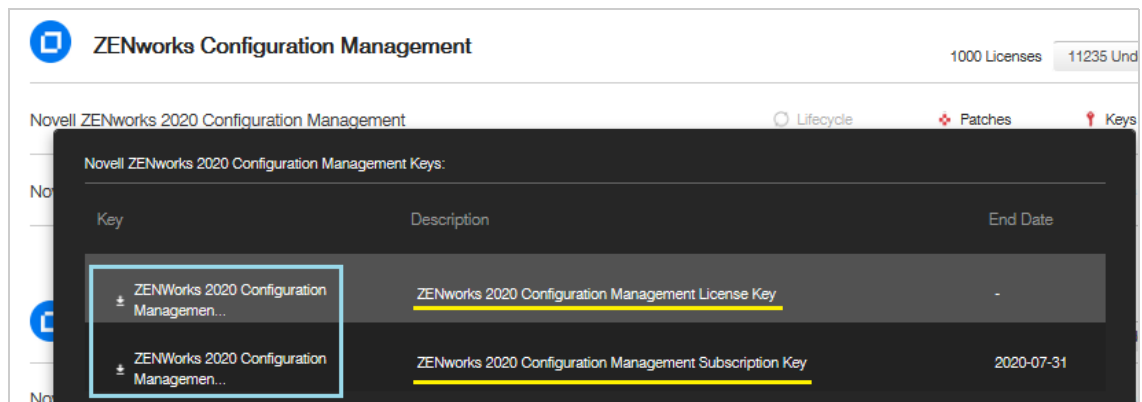 ZENworks Configuration Management
1000 Licenses 11235 Und
Novell ZENworks 2020 Configuration Management Lifecycle Patches Keys
Novell ZENworks 2020 Configuration Management Keys:
No
Key Description End Date
ZENWorks 2020 Configuration
Managemen...
ZENworks 2020 Configuration Management License Key -
ZENWorks 2020 Configuration
Managemen...
ZENworks 2020 Configuration Management Subscription Key 2020-07-31
No